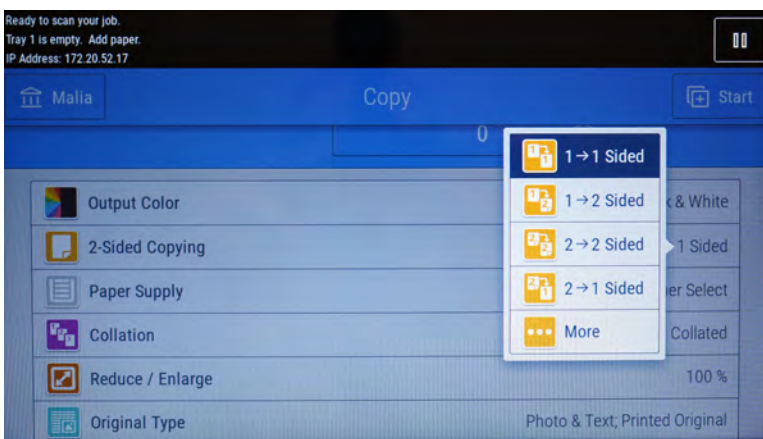 Ready to scan your job.
Tray 1 is empty. Add paper.
IP Address: 172.20.52.17
Malia
Copy
Start
0
1→1 Sided
Output Color
1→2 Sided
& White
2-Sided Copying
2→2 Sided
1 Sided
Paper Supply
2→1 Sided
Select
Collation
More
Collated
Reduce / Enlarge
100 %
Original Type
Photo & Text; Printed Original